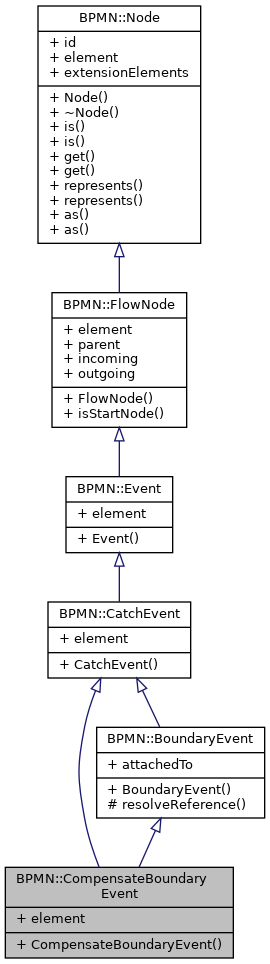 BPMN::Node
+ id
+ element
+ extensionElements
+ Node()
+ ~Node()
+ is()
+ is()
+ get()
+ get()
+ represents()
+ represents()
+ as()
+ as()
BPMN::FlowNode
+ element
+ parent
+ incoming
+ outgoing
+ FlowNode()
+ isStartNode()
BPMN::Event
+ element
+ Event()
BPMN::CatchEvent
+ element
+ CatchEvent()
BPMN::BoundaryEvent
+ attachedTo
+ BoundaryEvent()
# resolveReference()
BPMN::CompensateBoundary
Event
+ element
+ CompensateBoundaryEvent()